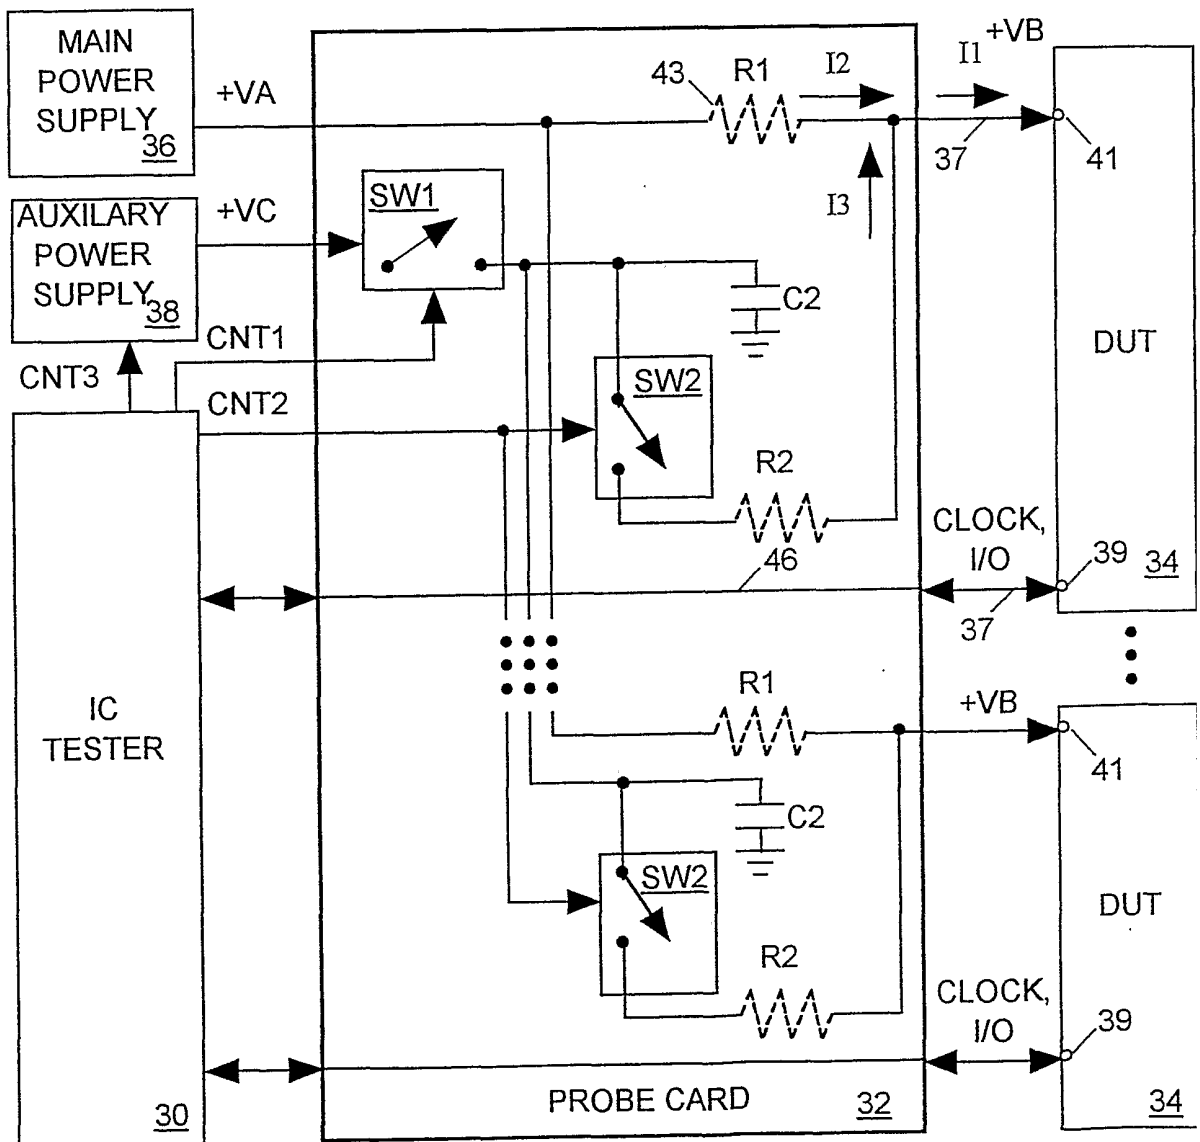 MAIN
POWER
SUPPLY
36
+VA
43
R1
I2
I1
+VB
37
41
AUXILARY
POWER
SUPPLY
38
+VC
SW1
I3
C2
CNT1
CNT3
CNT2
SW2
R2
DUT
CLOCK,
I/O
46
39
34
37
IC
TESTER
R1
+VB
41
C2
SW2
R2
DUT
CLOCK,
I/O
39
PROBE CARD
32
30
34